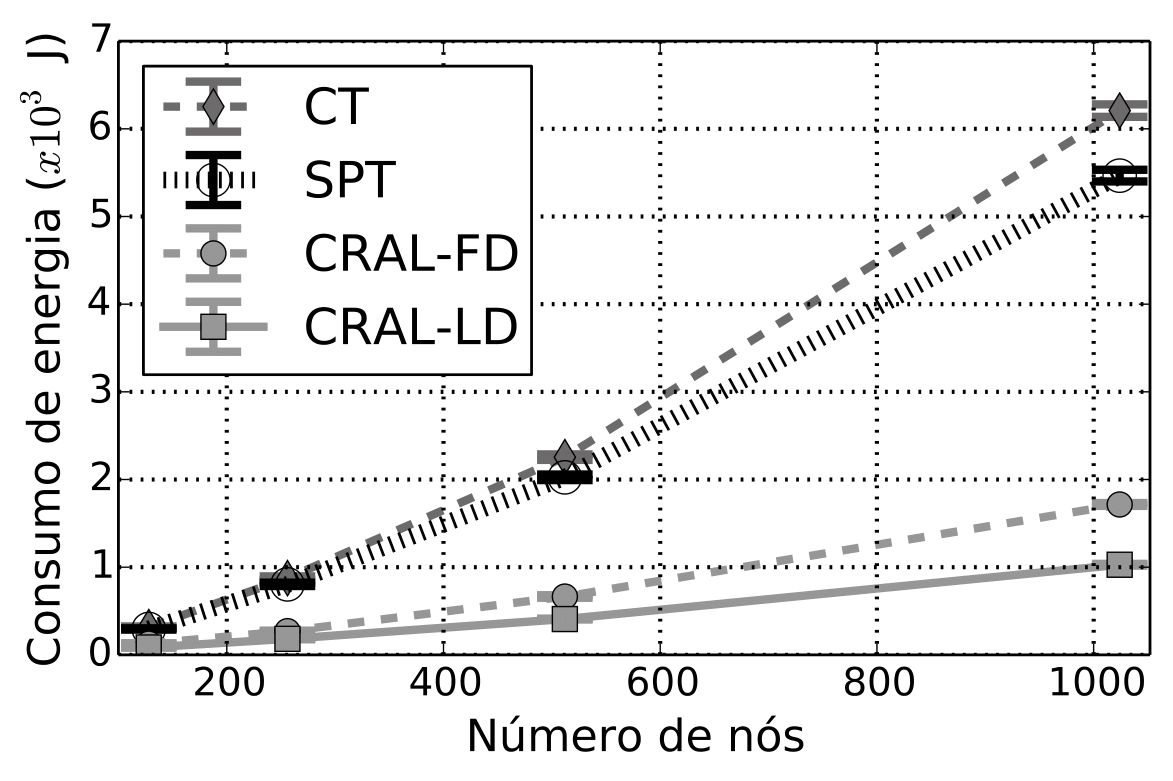 7
6
5
4
3
2
1
0
Consumo de energia (x10³ J)
CT
SPT
CRAL-FD
CRAL-LD
200 400 600 800 1000
Número de nós